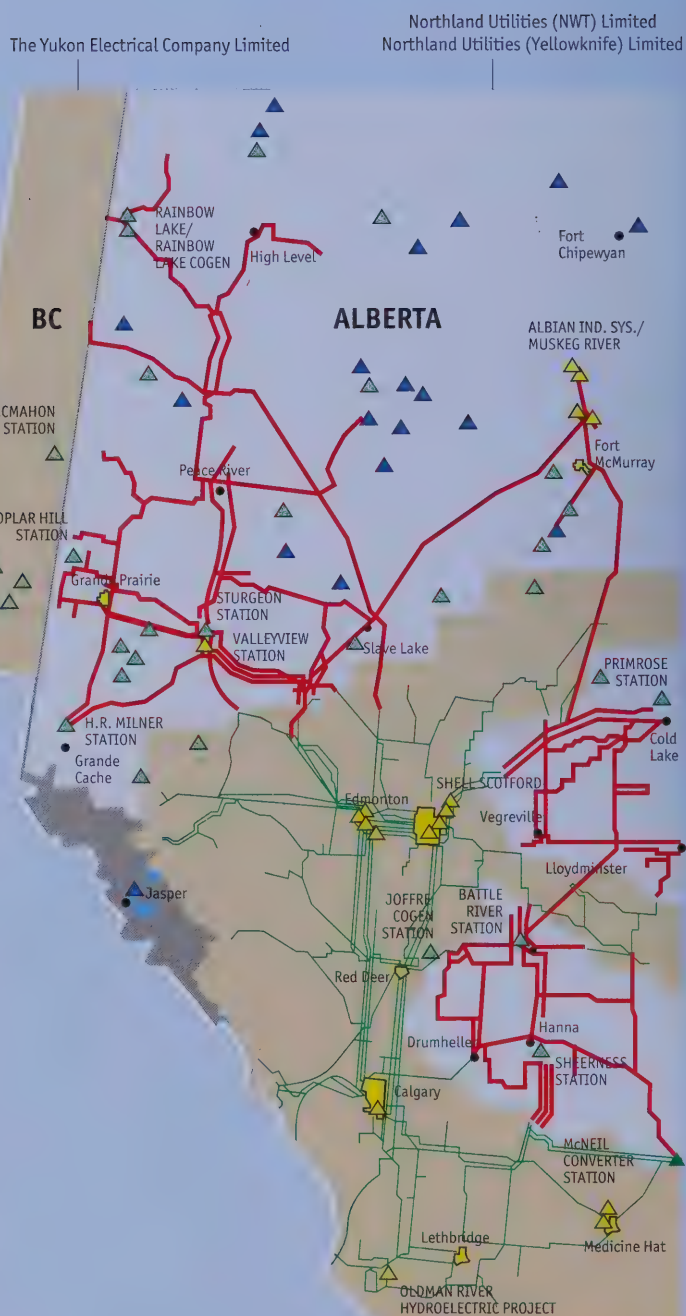 Northland Utilities (NWT) Limited
The Yukon Electrical Company Limited
Northland Utilities (Yellowknife) Limited
RAINBOW
LAKE/
RAINBOW
LAKE COGEN
High Level
Fort
Chipewyan
BC
ALBERTA
ALBIAN IND. SYS./
MUSKEG RIVER
CMAHON
STATION
Fort
McMurray
Peace River
OPLAR HILL
STATION
Grande Prairie
STURGEON
STATION
VALLEYVIEW
STATION
Slave Lake
PRIMROSE
STATION
H.R. MILNER
STATION
Grande
Cache
Cold
Lake
SHELL SCOTFORD
Edmonton
Vegreville
Lloydminster
Jasper
JOFFRE
COGEN
STATION
BATTLE
RIVER
STATION
Red Deer
Hanna
Drumheller
SHEERNESS
STATION
Calgary
McNEIL
CONVERTER
STATION
Lethbridge
Medicine Hat
OLDMAN RIVER
HYDROELECTRIC PROJECT